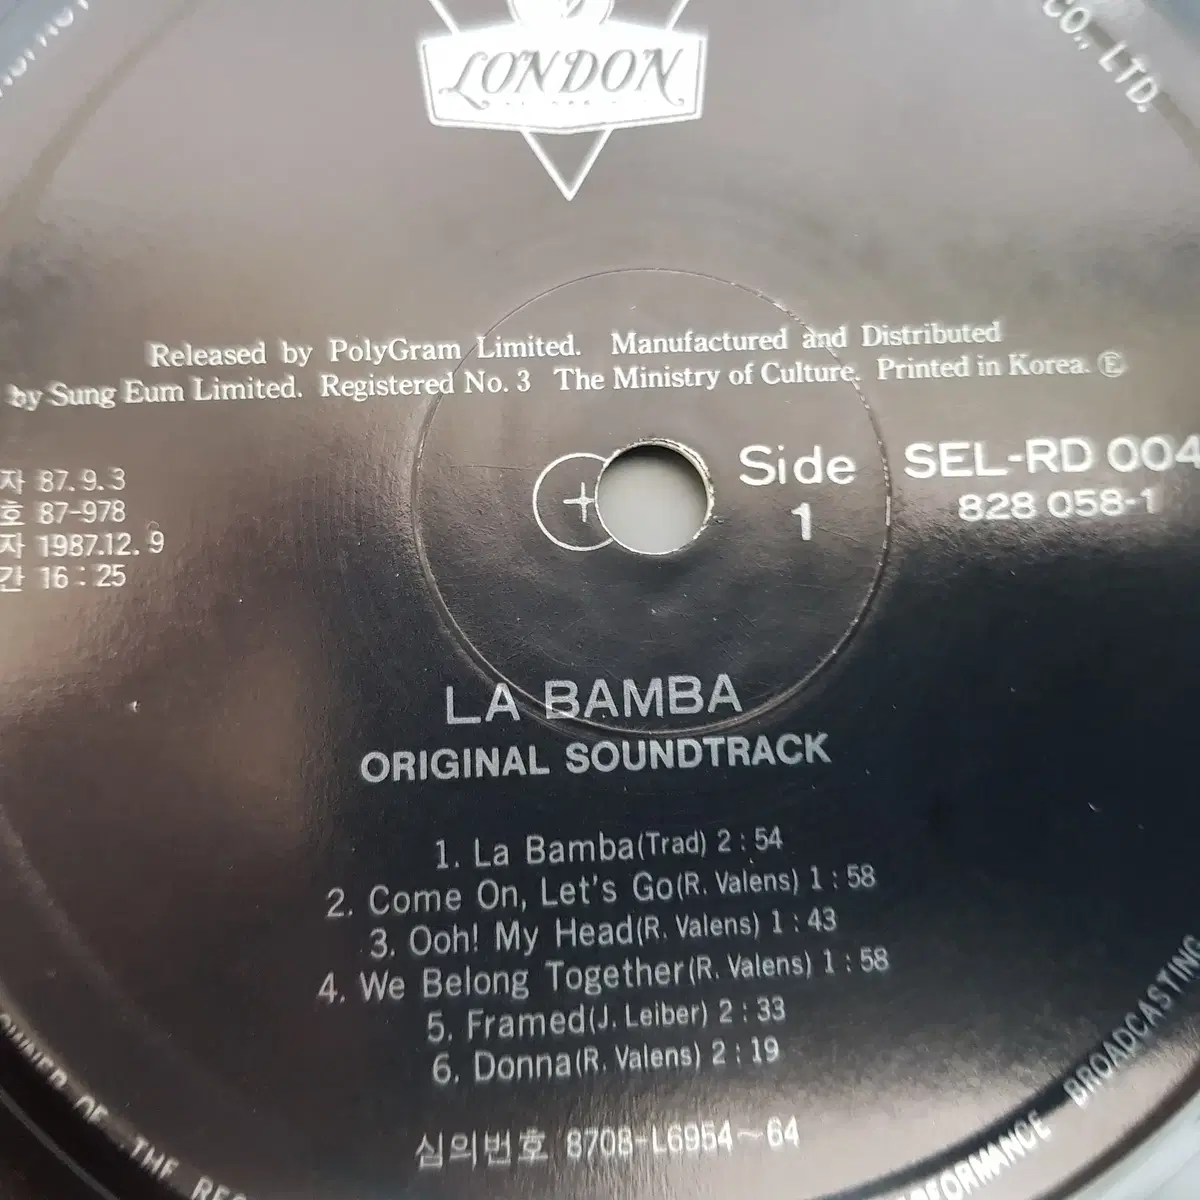 LONDON
CO., LTD.
Released by PolyGram Limited. Manufactured and Distributed
by Sung Eum Limited. Registered No. 3 The Ministry of Culture. Printed in Korea. Ⓔ
자 87. 9. 3
호 87-978
자 1987.12. 9
간 16 : 25
Side
1
SEL-RD 004
828 058-1
LA BAMBA
ORIGINAL SOUNDTRACK
1. La Bamba(Trad) 2 : 54
2. Come On, Let's Go(R. Valens) 1 : 58
3. Ooh! My Head(R. Valens) 1 : 43
4. We Belong Together(R. Valens) 1 : 58
5. Framed(J. Leiber) 2 : 33
6. Donna(R. Valens) 2 : 19
심의번호 8708-L6954~64
OF THE
BROADCASTING